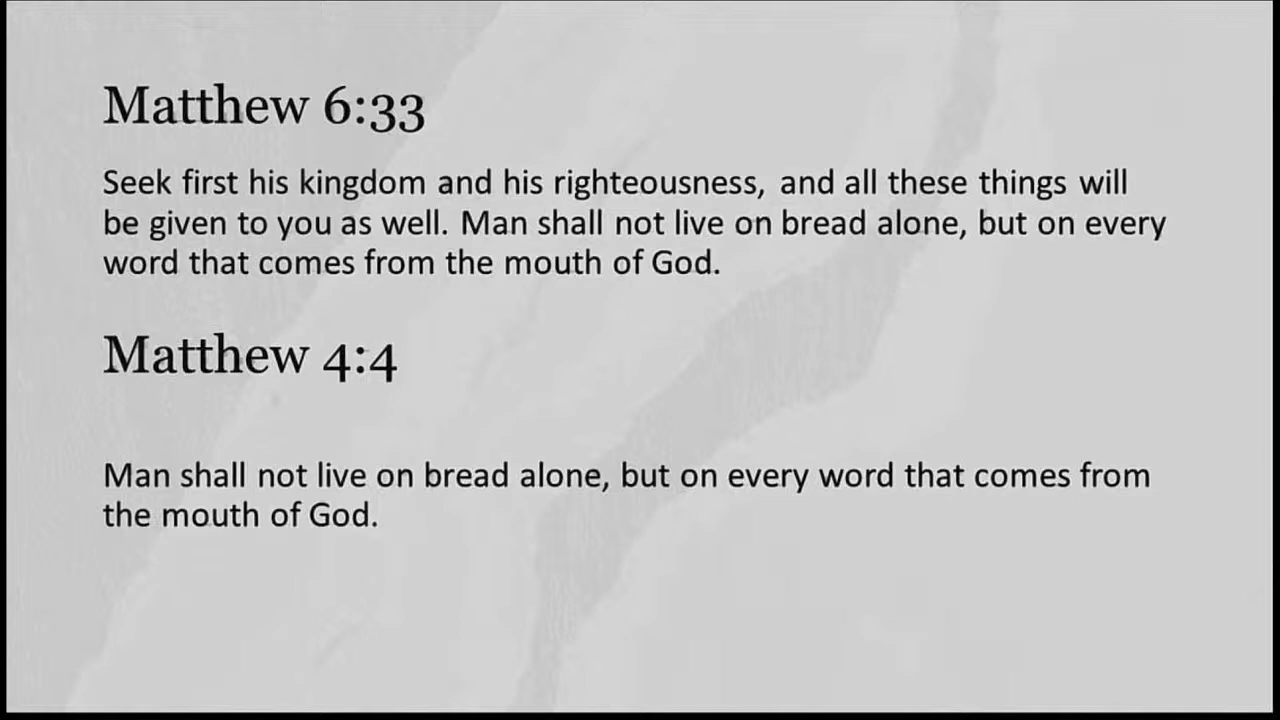 Matthew 6:33
Seek first his kingdom and his righteousness, and all these things will
be given to you as well. Man shall not live on bread alone, but on every
word that comes from the mouth of God.
Matthew 4:4
Man shall not live on bread alone, but on every word that comes from
the mouth of God.